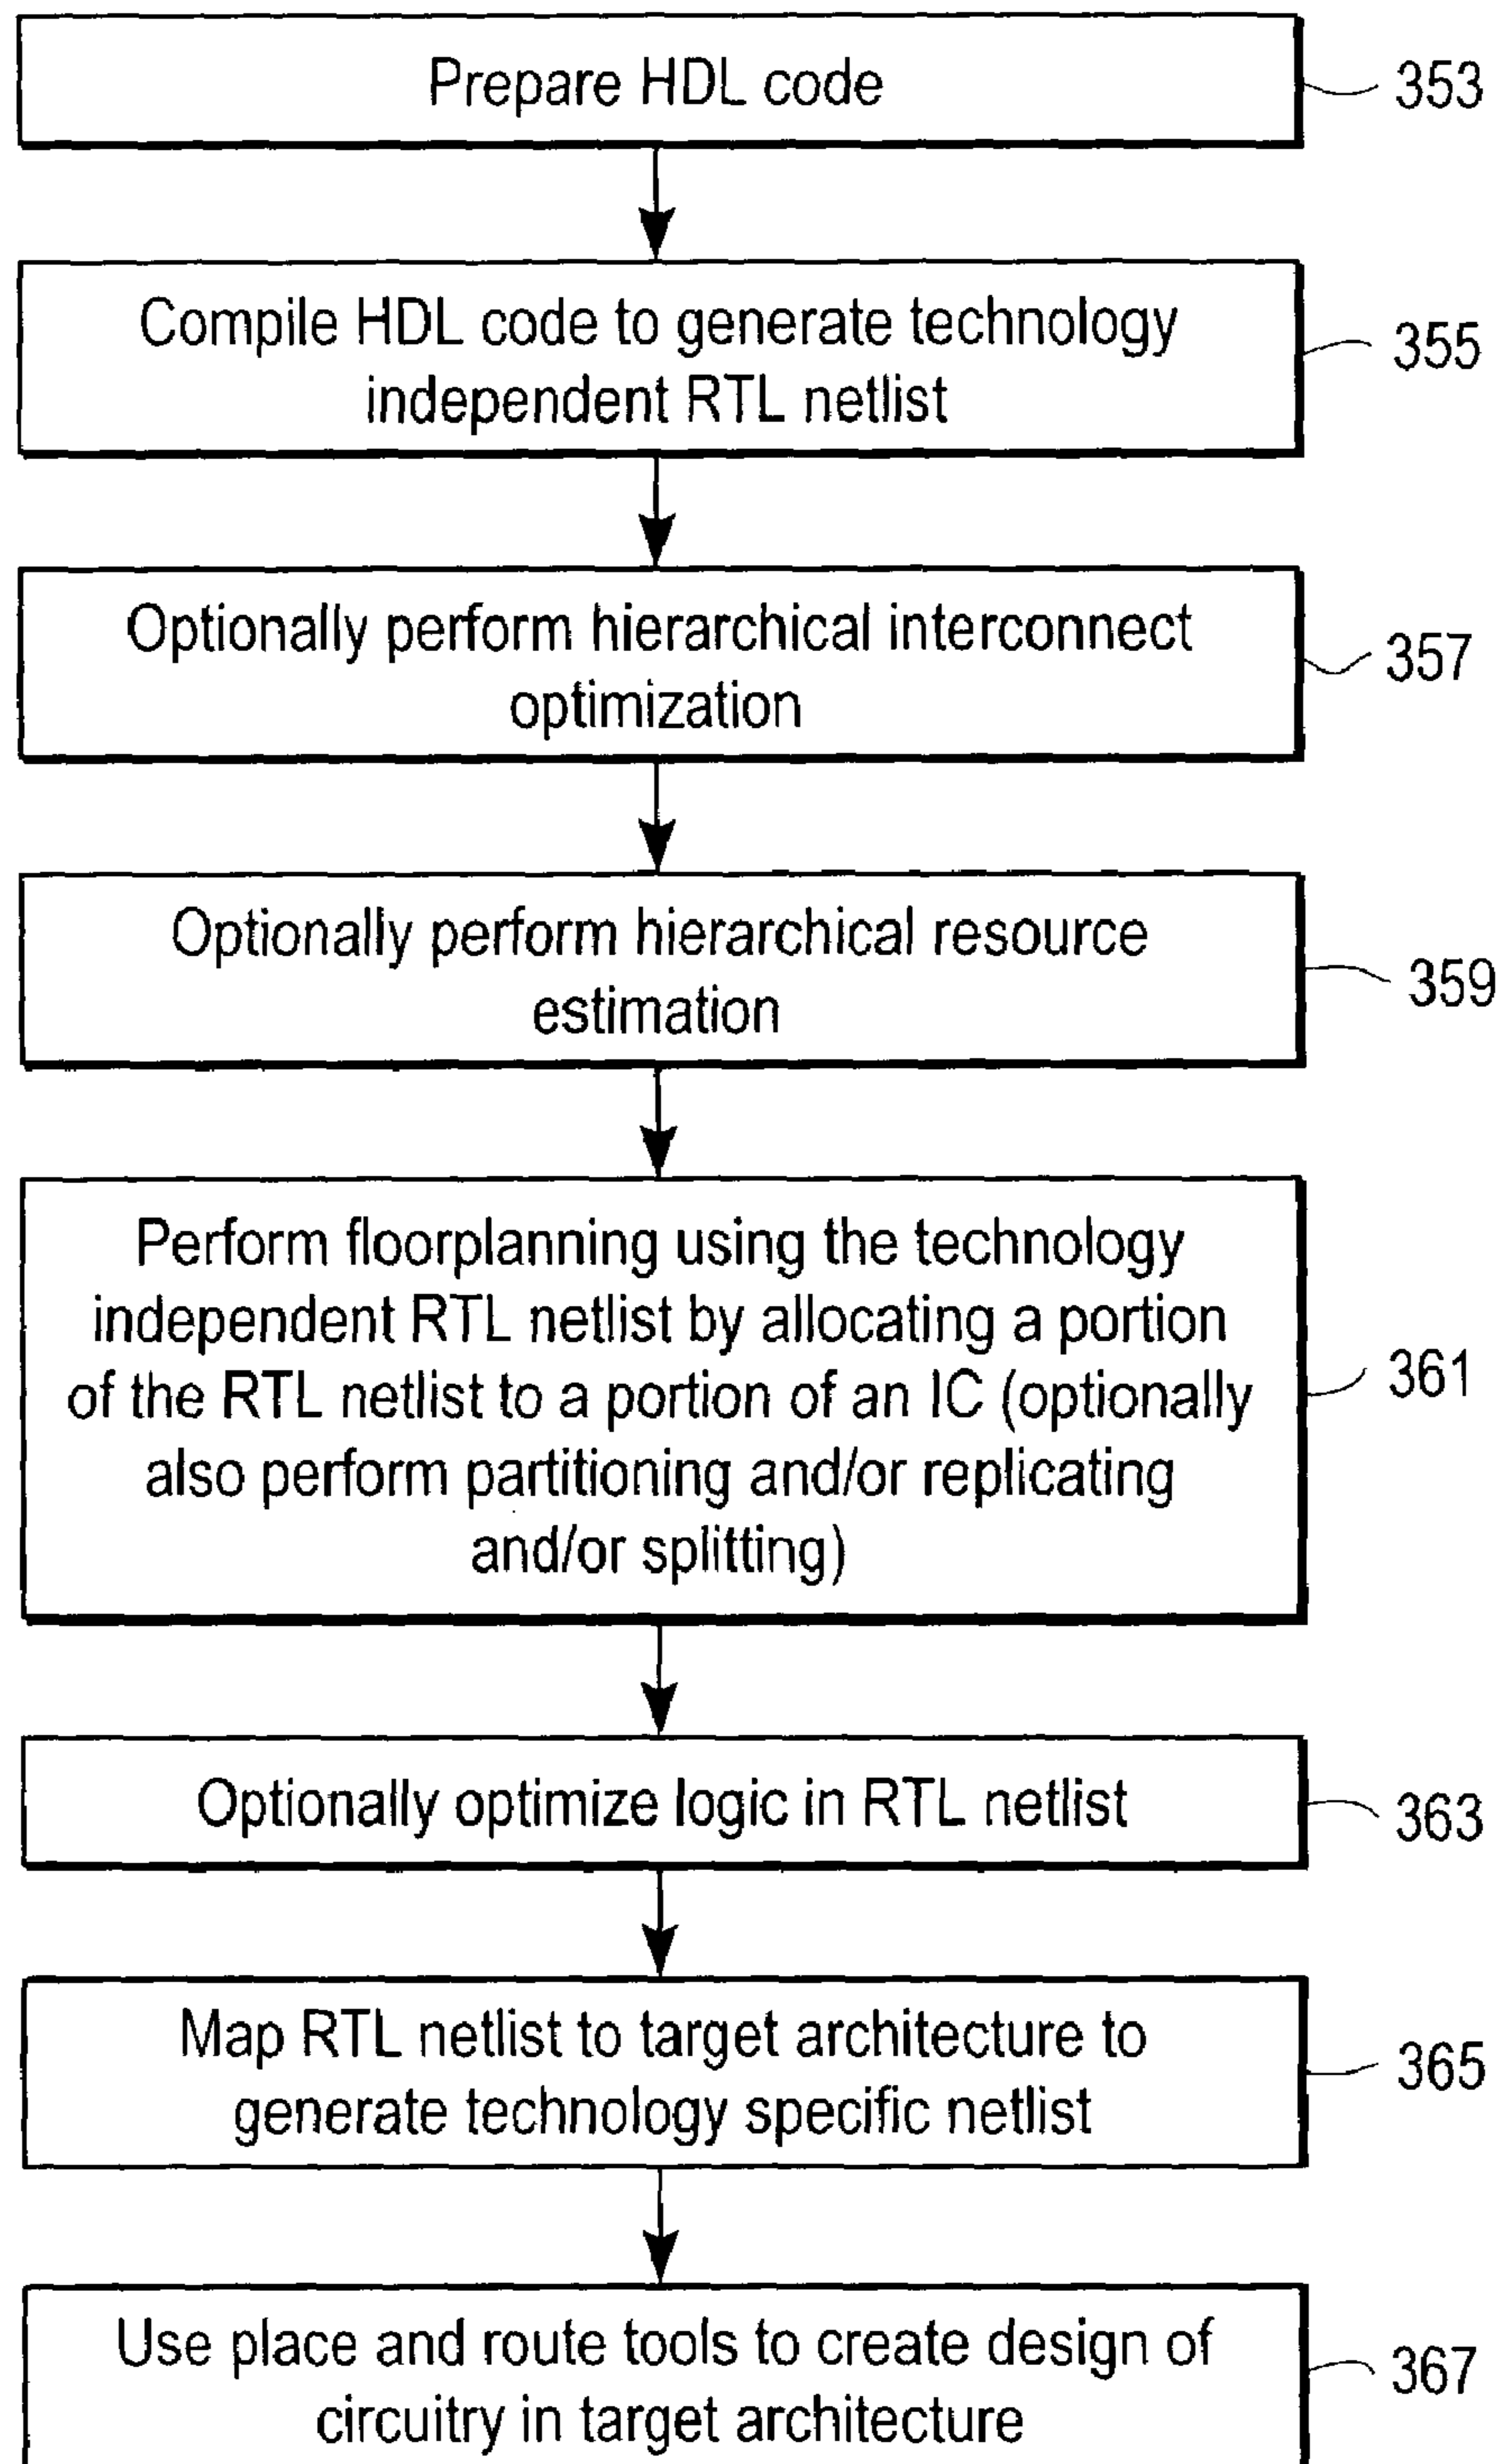 Prepare HDL code
353
Compile HDL code to generate technology
independent RTL netlist
355
Optionally perform hierarchical interconnect
optimization
357
Optionally perform hierarchical resource
estimation
359
Perform floorplanning using the technology
independent RTL netlist by allocating a portion
of the RTL netlist to a portion of an IC (optionally
also perform partitioning and/or replicating
and/or splitting)
361
Optionally optimize logic in RTL netlist
363
Map RTL netlist to target architecture to
generate technology specific netlist
365
Use place and route tools to create design of
circuitry in target architecture
367